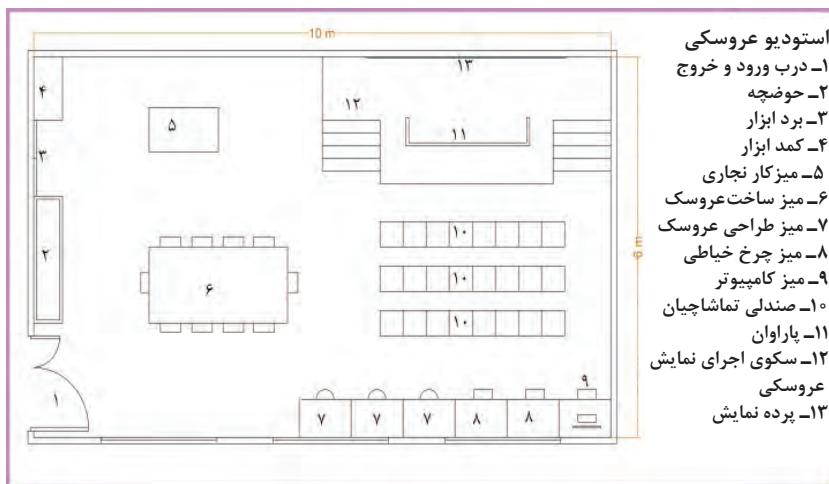 10 m
استودیو عروسکی
۱ـ درب ورود و خروج
۲ـ حوضچه
۳ـ برد ابزار
۴ـ کمد ابزار
۵ـ میزکار نجاری
۶ـ میز ساخت‌عروسک
۷ـ میز طراحی عروسک
۸ـ میز چرخ خیاطی
۹ـ میز کامپیوتر
۱۰ـ صندلی تماشاچیان
۱۱ـ پاراوان
۱۲ـ سکوی اجرای نمایش
عروسکی
۱۳ـ پرده نمایش
۱۳
۴
۱۲
۵
۱۱
۳
6 m
۱۰
۲
۶
۱۰
۱۰
۹
۱
۷ ۷ ۷ ۸ ۸